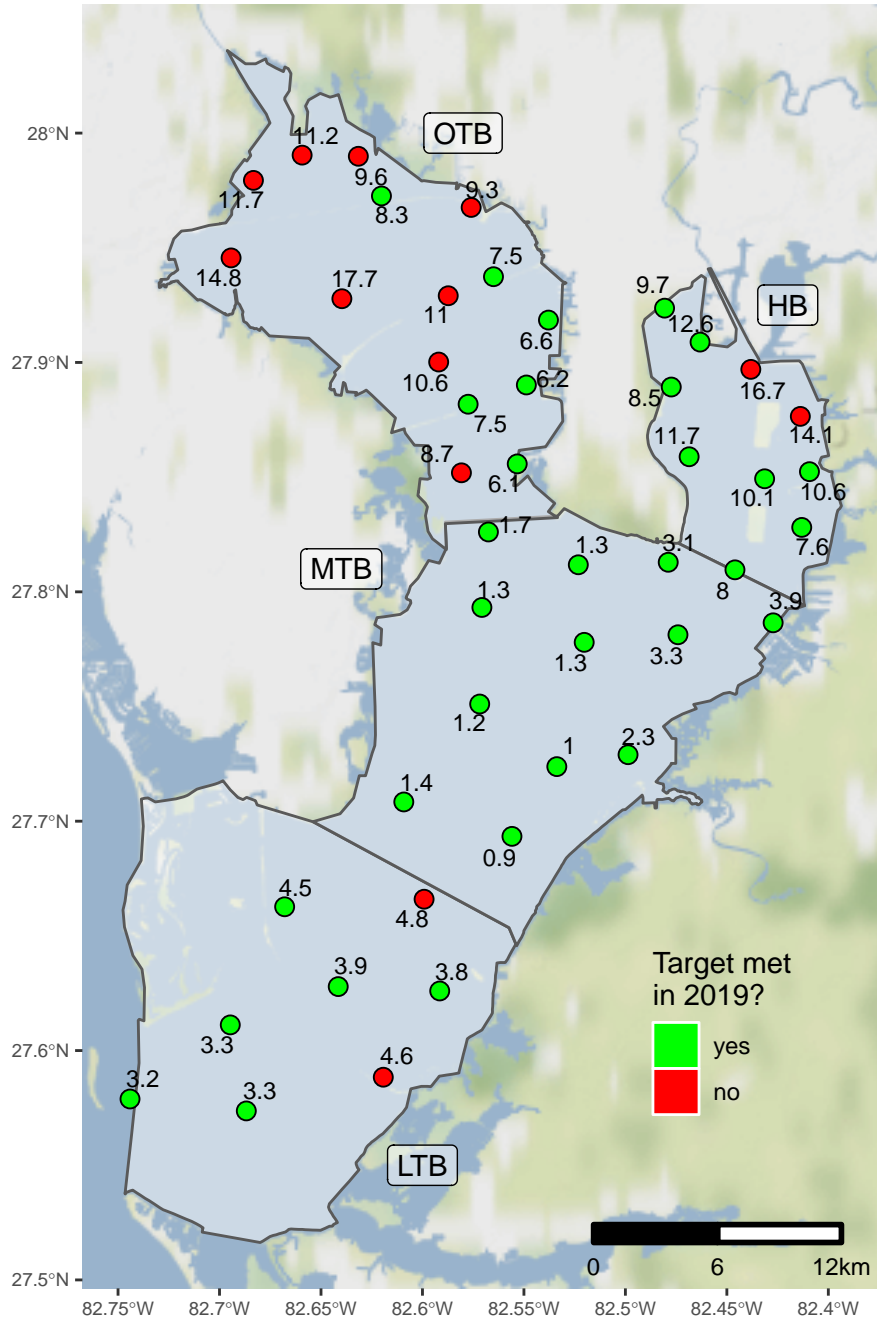 28°N
27.9°N
27.8°N
27.7°N
27.6°N
27.5°N
OTB
11.2
9.6
11.7
8.3
9.3
14.8
17.7
7.5
11
6.6
10.6
6.2
7.5
8.7
6.1
HB
9.7
12.6
16.7
8.5
14.1
11.7
10.1
10.6
7.6
MTB
1.7
1.3
3.1
8
3.9
1.3
1.3
3.3
1.2
1
2.3
1.4
0.9
4.5
4.8
3.9
3.8
3.3
4.6
3.2
3.3
LTB
Target met
in 2019?
yes
no
0 6 12km
82.75°W 82.7°W 82.65°W 82.6°W 82.55°W 82.5°W 82.45°W 82.4°W